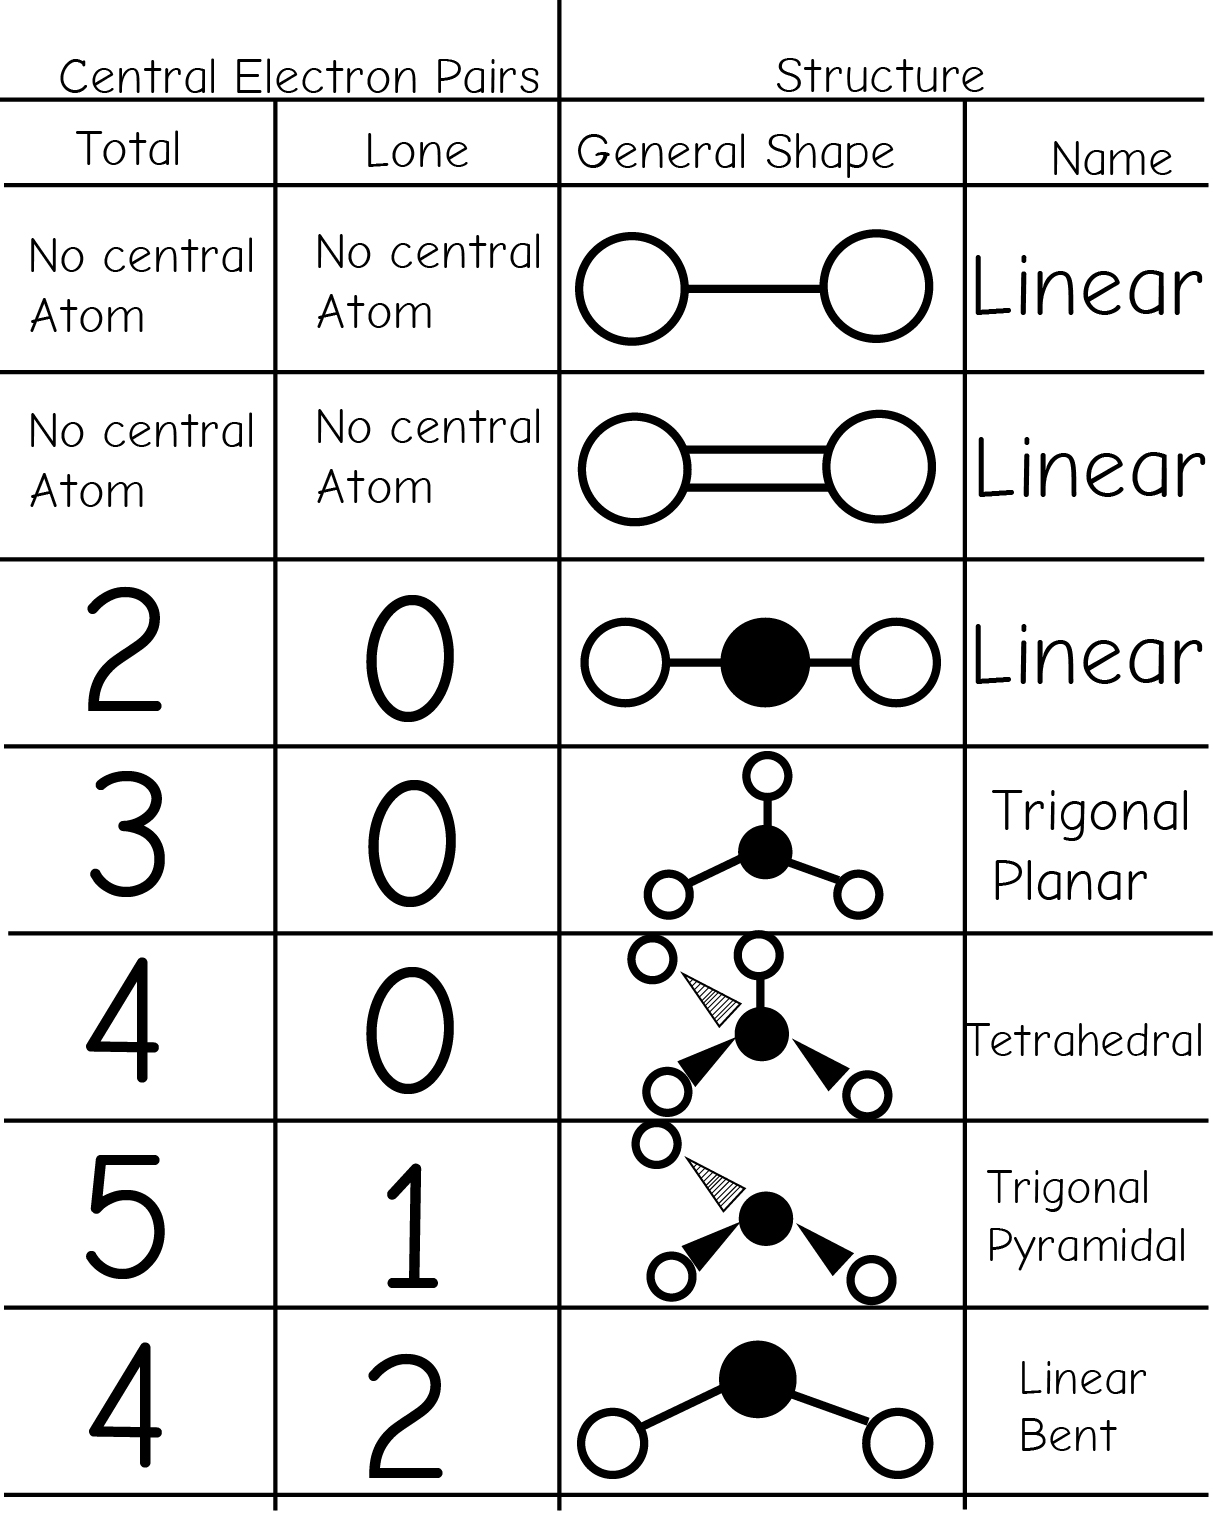 Central Electron Pairs
Structure
Total
Lone
General Shape
Name
No central
Atom
No central
Atom
Linear
No central
Atom
No central
Atom
Linear
2
0
Linear
3
0
Trigonal
Planar
4
0
Tetrahedral
5
1
Trigonal
Pyramidal
4
2
Linear
Bent